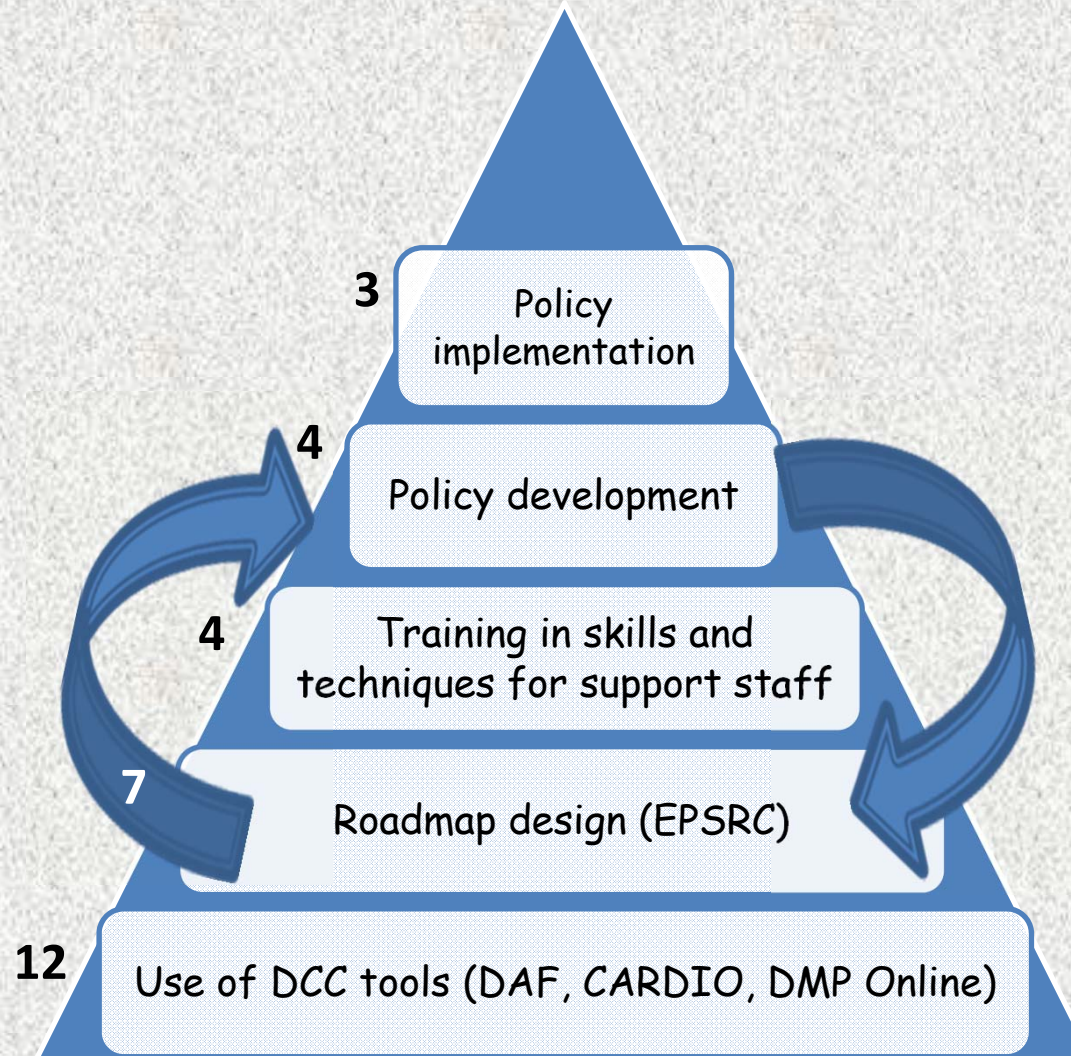 3
Policy
implementation
4
Policy development
4
Training in skills and
techniques for support staff
7
Roadmap design (EPSRC)
12
Use of DCC tools (DAF, CARDIO, DMP Online)